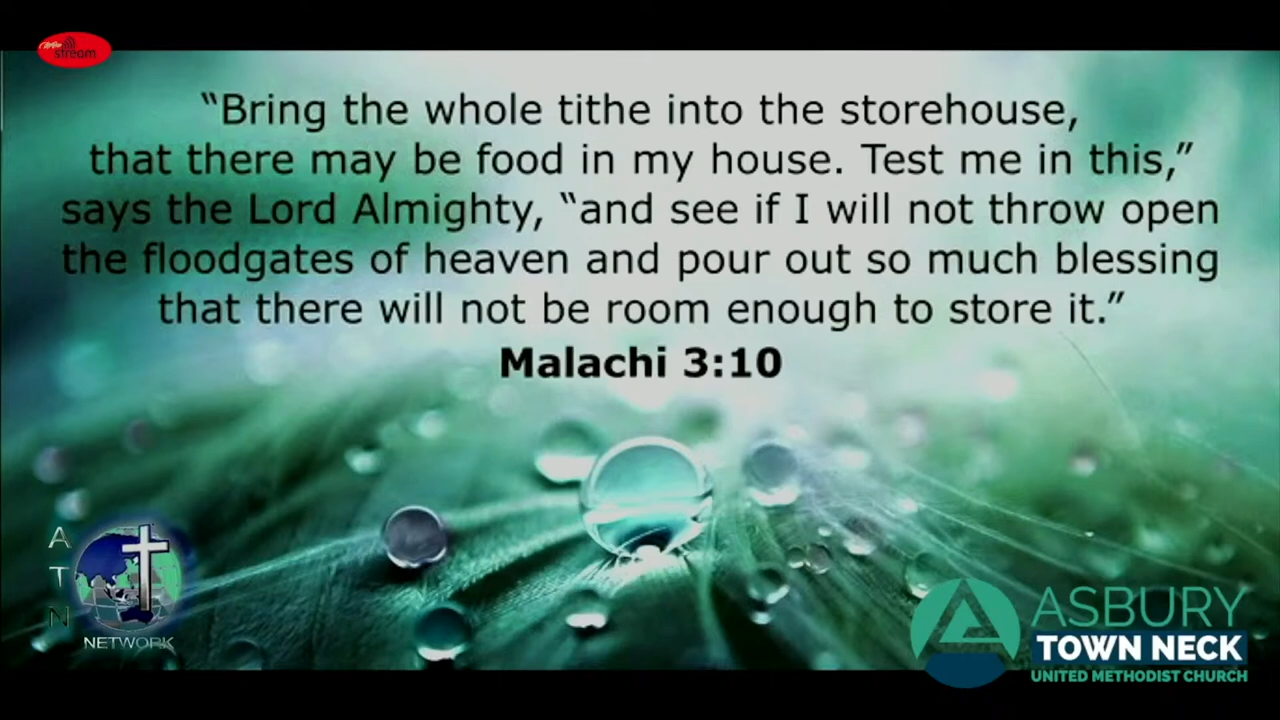 stream
“Bring the whole tithe into the storehouse,
that there may be food in my house. Test me in this,”
says the Lord Almighty, “and see if I will not throw open
the floodgates of heaven and pour out so much blessing
that there will not be room enough to store it.”
Malachi 3:10
A
T
N
NETWORK
ASBURY
TOWN NECK
UNITED METHODIST CHURCH